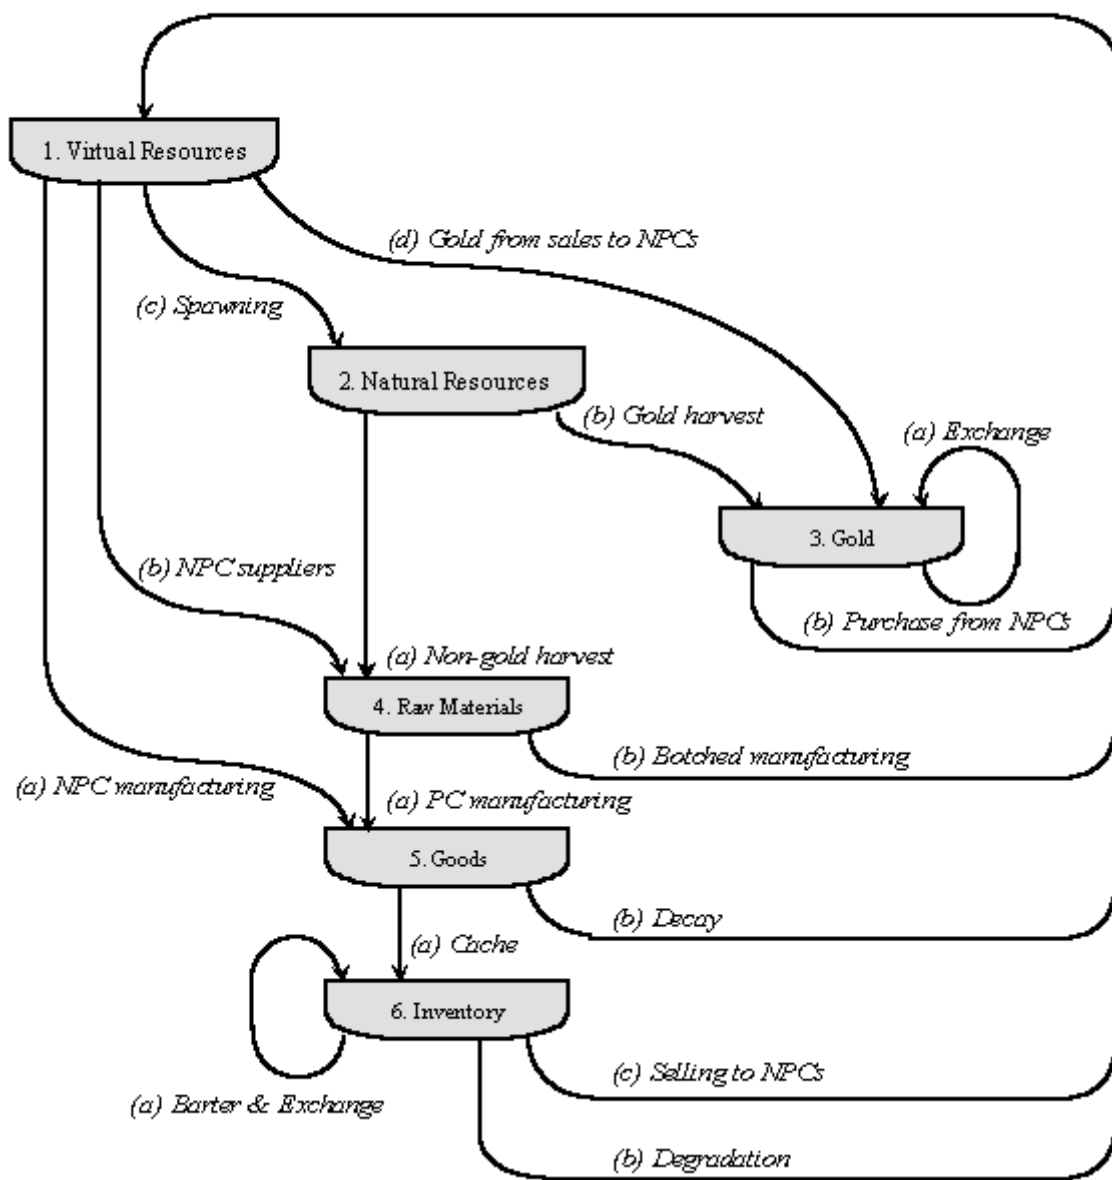 1. Virtual Resources
(d) Gold from sales to NPCs
(c) Spawning
2. Natural Resources
(b) Gold harvest
(a) Exchange
3. Gold
(b) NPC suppliers
(b) Purchase from NPCs
(a) Non-gold harvest
4. Raw Materials
(b) Botched manufacturing
(a) NPC manufacturing
(a) PC manufacturing
5. Goods
(b) Decay
(a) Cache
6. Inventory
(c) Selling to NPCs
(a) Barter & Exchange
(b) Degradation